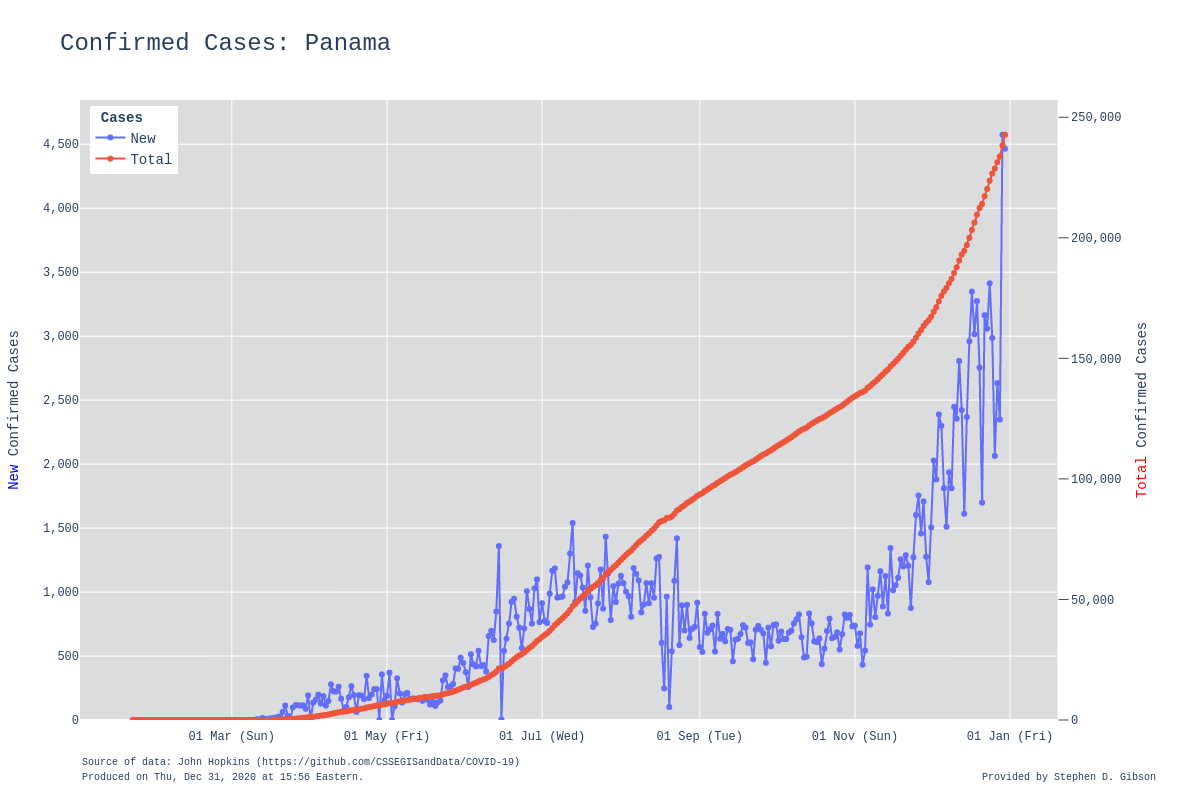 Confirmed Cases: Panama
Cases
New
Total
4,500
4,000
3,500
3,000
2,500
2,000
1,500
1,000
500
0
New Confirmed Cases
250,000
200,000
150,000
100,000
50,000
0
Total Confirmed Cases
01 Mar (Sun)
01 May (Fri)
01 Jul (Wed)
01 Sep (Tue)
01 Nov (Sun)
01 Jan (Fri)
Source of data: John Hopkins (https://github.com/CSSEGISandData/COVID-19)
Produced on Thu, Dec 31, 2020 at 15:56 Eastern.
Provided by Stephen D. Gibson